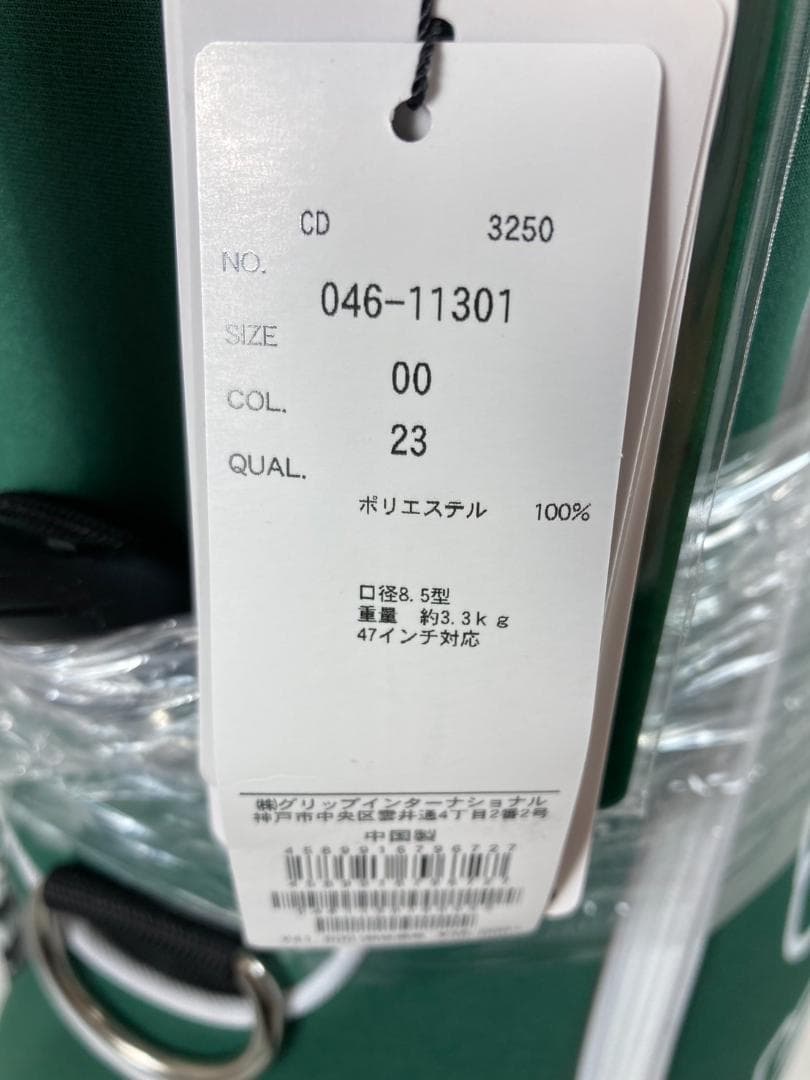 CD 3250
NO.
046-11301
SIZE
00
COL.
23
QUAL.
ポリエステル 100%
口径8.5型
重量 約3.3kg
47インチ対応
㈱グリップインターナショナル
神戸市中央区雲井通4丁目2番2号
中国製
4589916796727